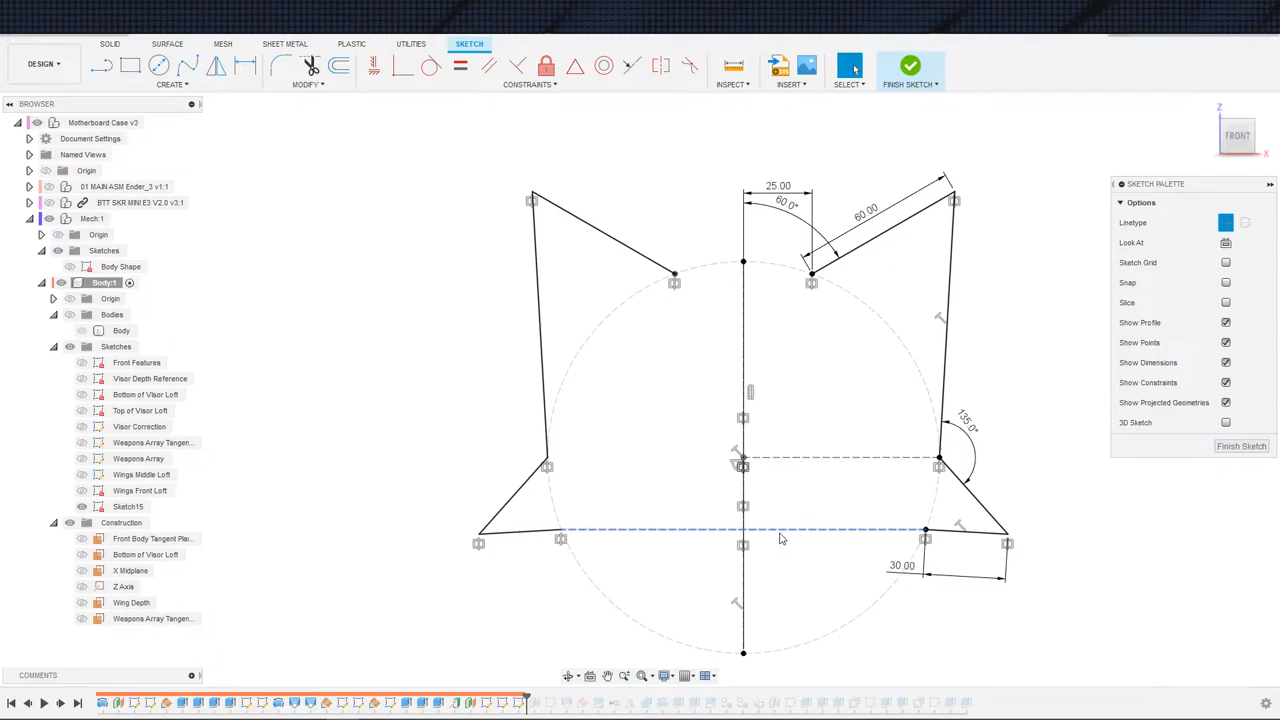 SOLID SURFACE MESH SHEET METAL PLASTIC UTILITIES SKETCH
DESIGN
CREATE MODIFY CONSTRAINTS INSPECT INSERT SELECT FINISH SKETCH
BROWSER
Motherboard Case v3
Document Settings
Named Views
Origin
01 MAIN ASM Ender_3 v1:1
BTT SKR MINI E3 V2.0 v3:1
Mech:1
Origin
Sketches
Body Shape
Body:1
Origin
Bodies
Body
Sketches
Front Features
Visor Depth Reference
Bottom of Visor Loft
Top of Visor Loft
Visor Correction
Weapons Array Tangen...
Weapons Array
Wings Middle Loft
Wings Front Loft
Sketch15
Construction
Front Body Tangent Pla...
Bottom of Visor Loft
X Midplane
Z Axis
Wing Depth
Weapons Array Tangen...
COMMENTS
25.00
60.0°
60.00
135.0°
30.00
Z
FRONT
X
SKETCH PALETTE
Options
Linetype
Look At
Sketch Grid
Snap
Slice
Show Profile
Show Points
Show Dimensions
Show Constraints
Show Projected Geometries
3D Sketch
Finish Sketch